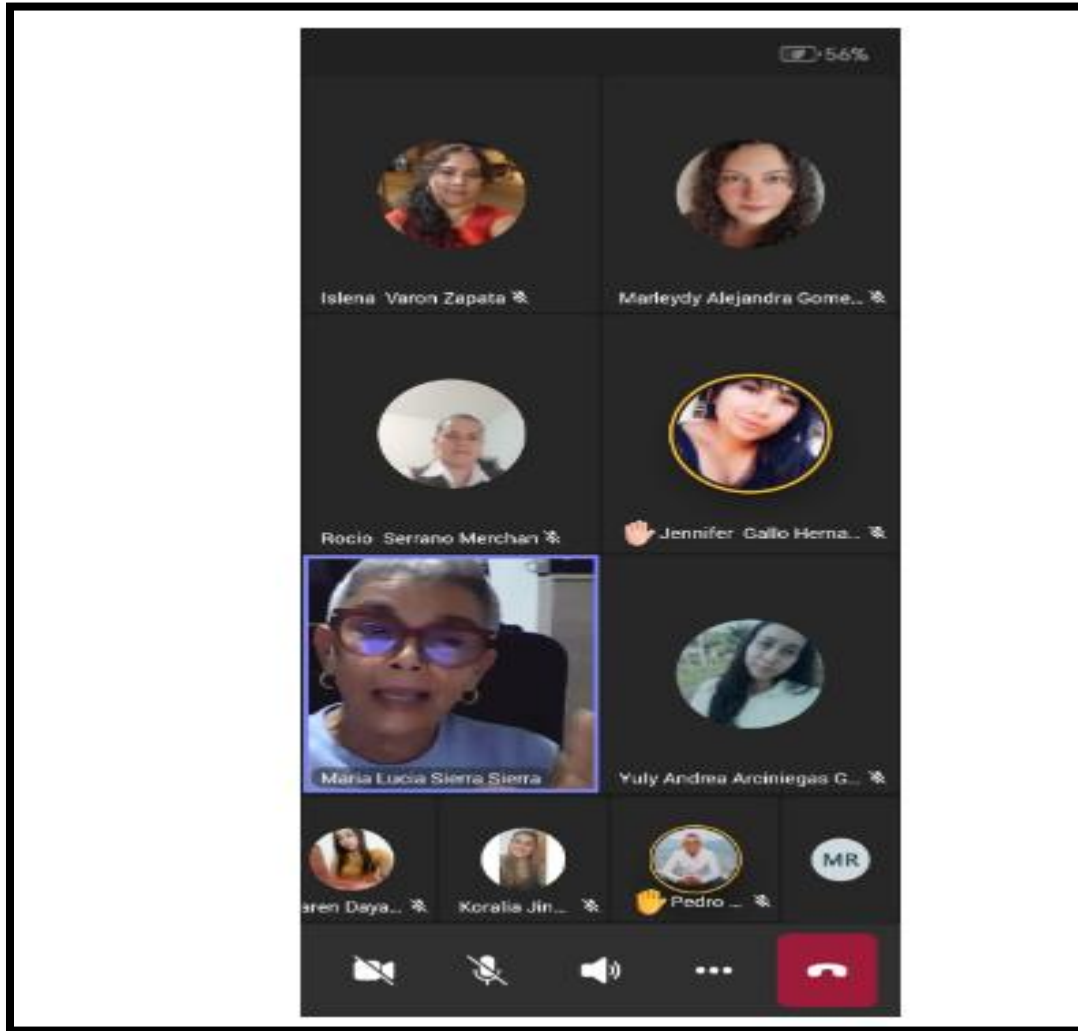 56%
Islena Varon Zapata
Marleydy Alejandra Gome...
Rocio Serrano Merchan
Jennifer Gallo Herna...
Maria Lucia Sierra Sierra
Yuly Andrea Arciniegas G...
aren Daya...
Koralia Jin...
Pedro ...
MR